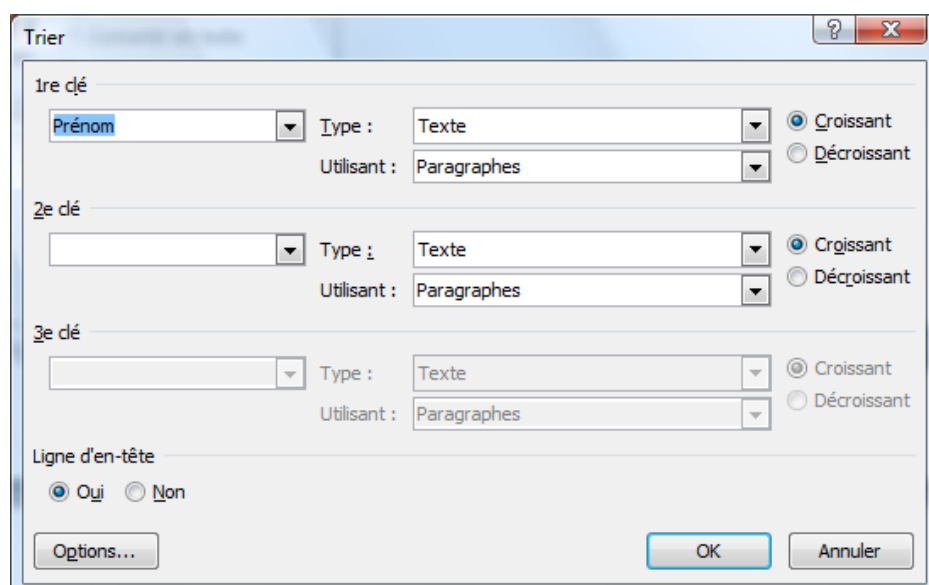 Trier
1re clé
Prénom Type : Texte Croissant
Utilisant : Paragraphes Décroissant
2e clé
Type : Texte Croissant
Utilisant : Paragraphes Décroissant
3e clé
Type : Texte Croissant
Utilisant : Paragraphes Décroissant
Ligne d'en-tête
Oui Non
Options... OK Annuler